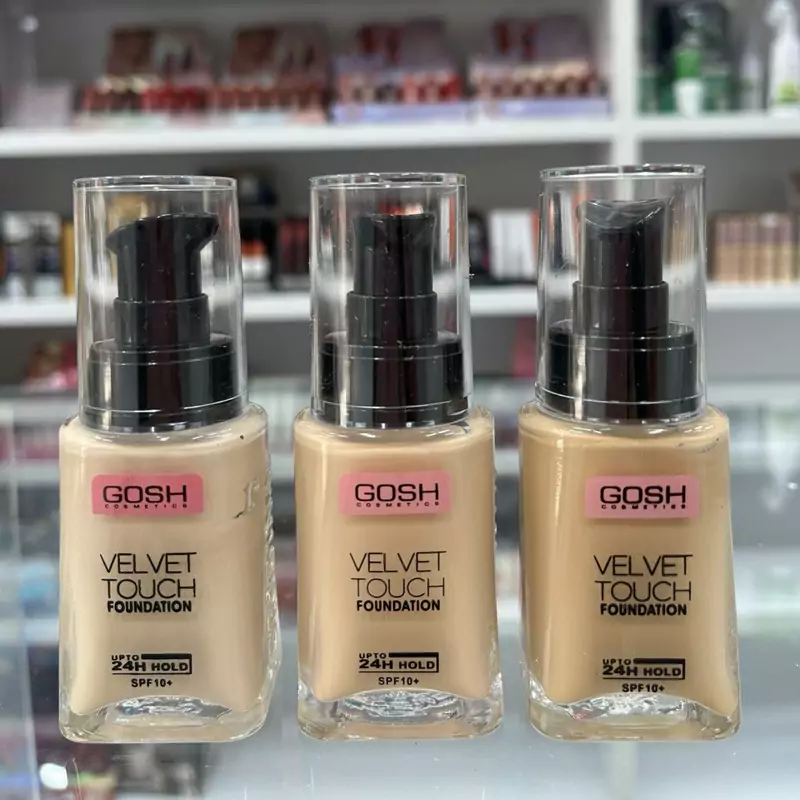 GOSH
COSMETICS
VELVET
TOUCH
FOUNDATION
UPTO
24H HOLD
SPF10+
GOSH
COSMETICS
VELVET
TOUCH
FOUNDATION
UPTO
24H HOLD
SPF10+
GOSH
COSMETICS
VELVET
TOUCH
FOUNDATION
UPTO
24H HOLD
SPF10+